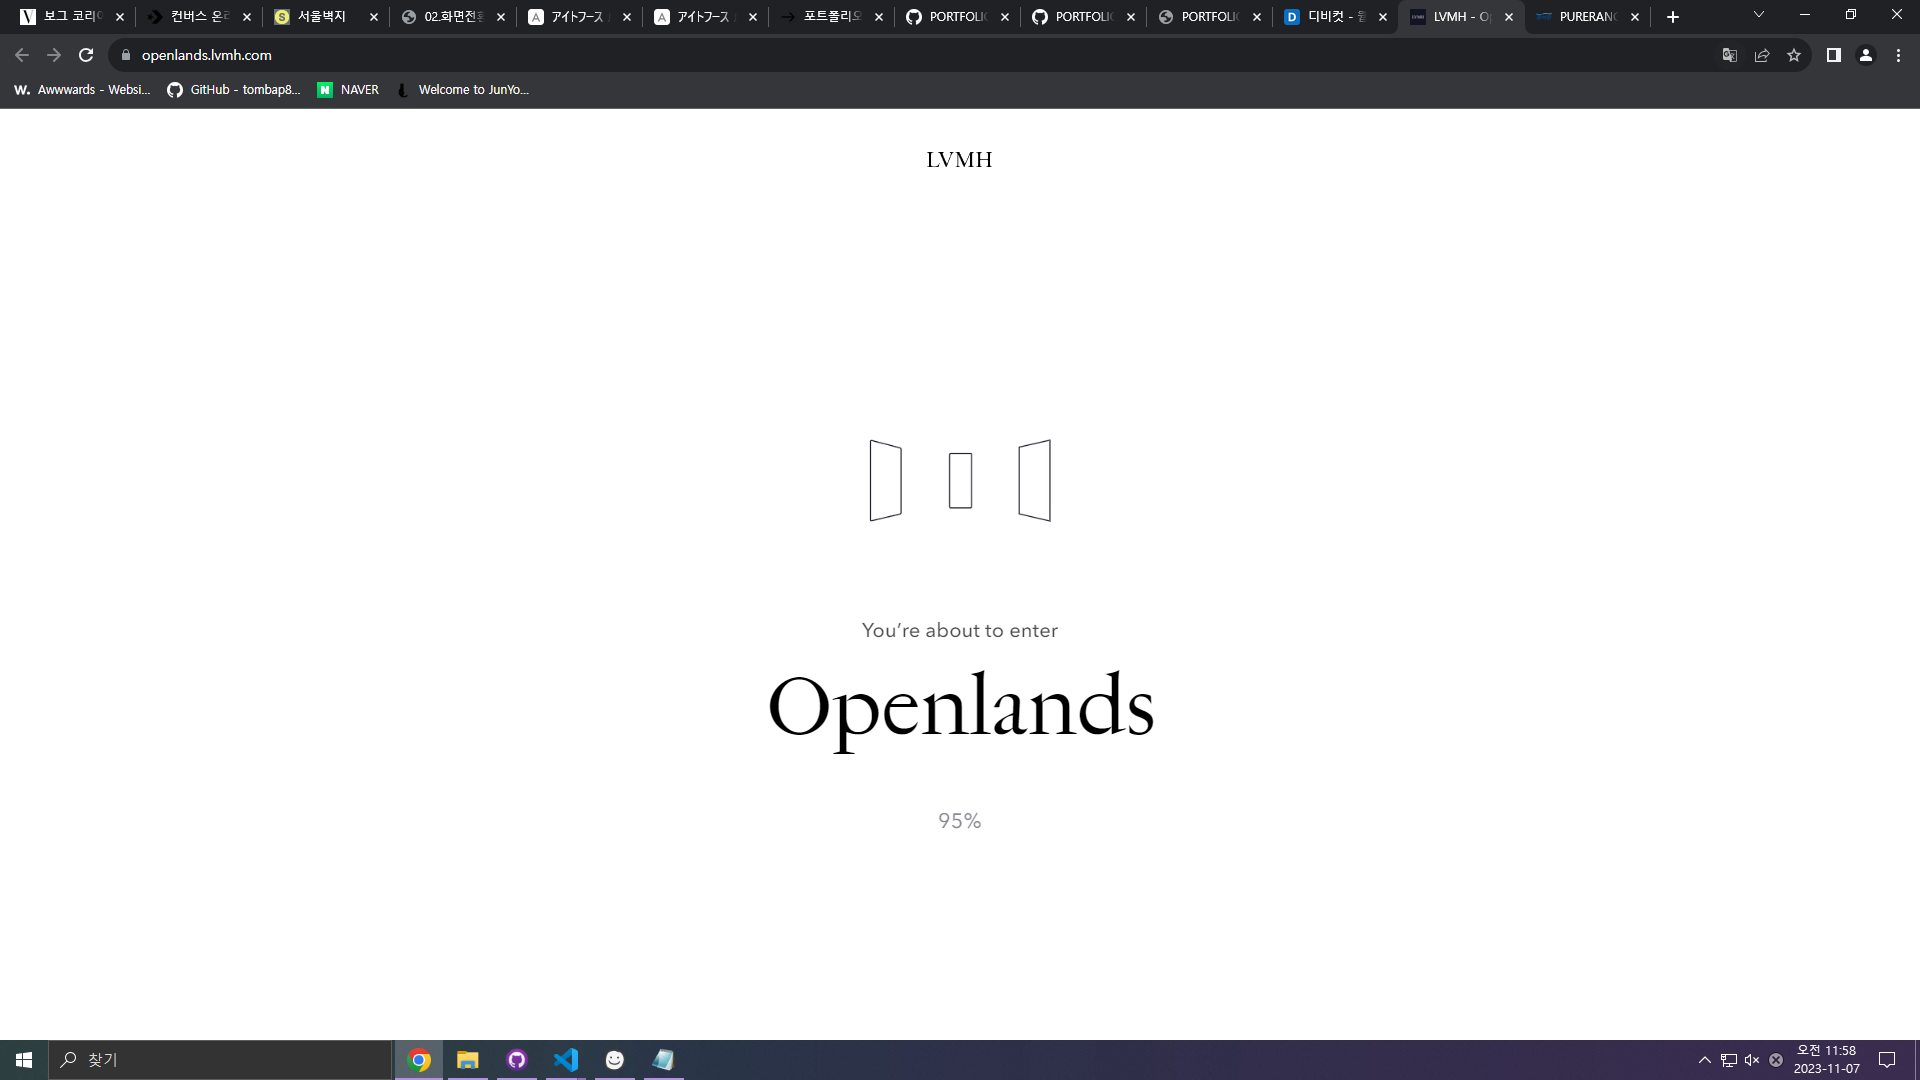 보그 코리아
컨버스 온라
서울벽지
02.화면전환
アイトフース
アイトフース
포트폴리오
PORTFOLIO
PORTFOLIO
PORTFOLIO
디비컷 - 웹
LVMH - Op
PURERANG
openlands.lvmh.com
W. Awwwards - Websi...
GitHub - tombap8...
NAVER
Welcome to JunYo...
LVMH
You’re about to enter
Openlands
95%
찾기
오전 11:58
2023-11-07